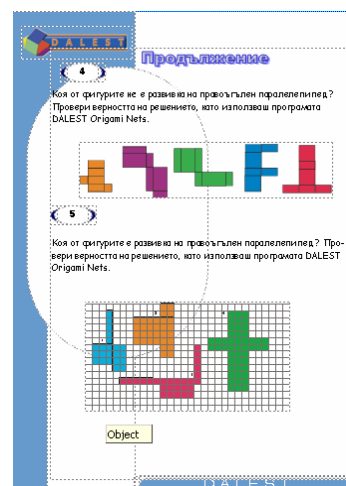 DALEST
Продължение
4
Коя от фигурите не е развивка на правоъгълен паралелепипед?
Провери верността на решението, като използваш програмата
DALEST Origami Nets.
5
Коя от фигурите е развивка на правоъгълен паралелепипед? Про-
вери верността на решението, като използваш програмата DALEST
Origami Nets.
Object
DALEST